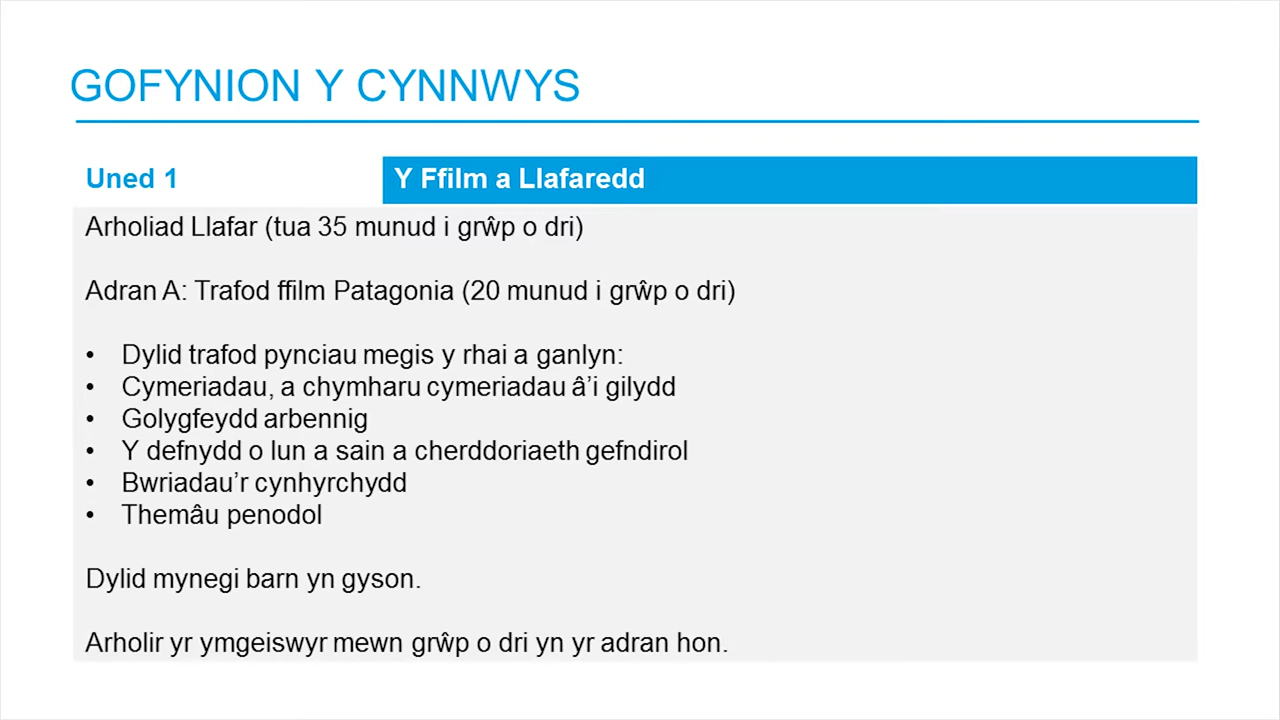 GOFYNION Y CYNNWYS
Uned 1
Y Ffilm a Llafaredd
Arholiad Llafar (tua 35 munud i grŵp o dri)
Adran A: Trafod ffilm Patagonia (20 munud i grŵp o dri)
• Dylid trafod pynciau megis y rhai a ganlyn:
• Cymeriadau, a chymharu cymeriadau â’i gilydd
• Golygfeydd arbennig
• Y defnydd o lun a sain a cherddoriaeth gefndirol
• Bwriadau’r cynhyrchydd
• Themâu penodol
Dylid mynegi barn yn gyson.
Arholir yr ymgeiswyr mewn grŵp o dri yn yr adran hon.